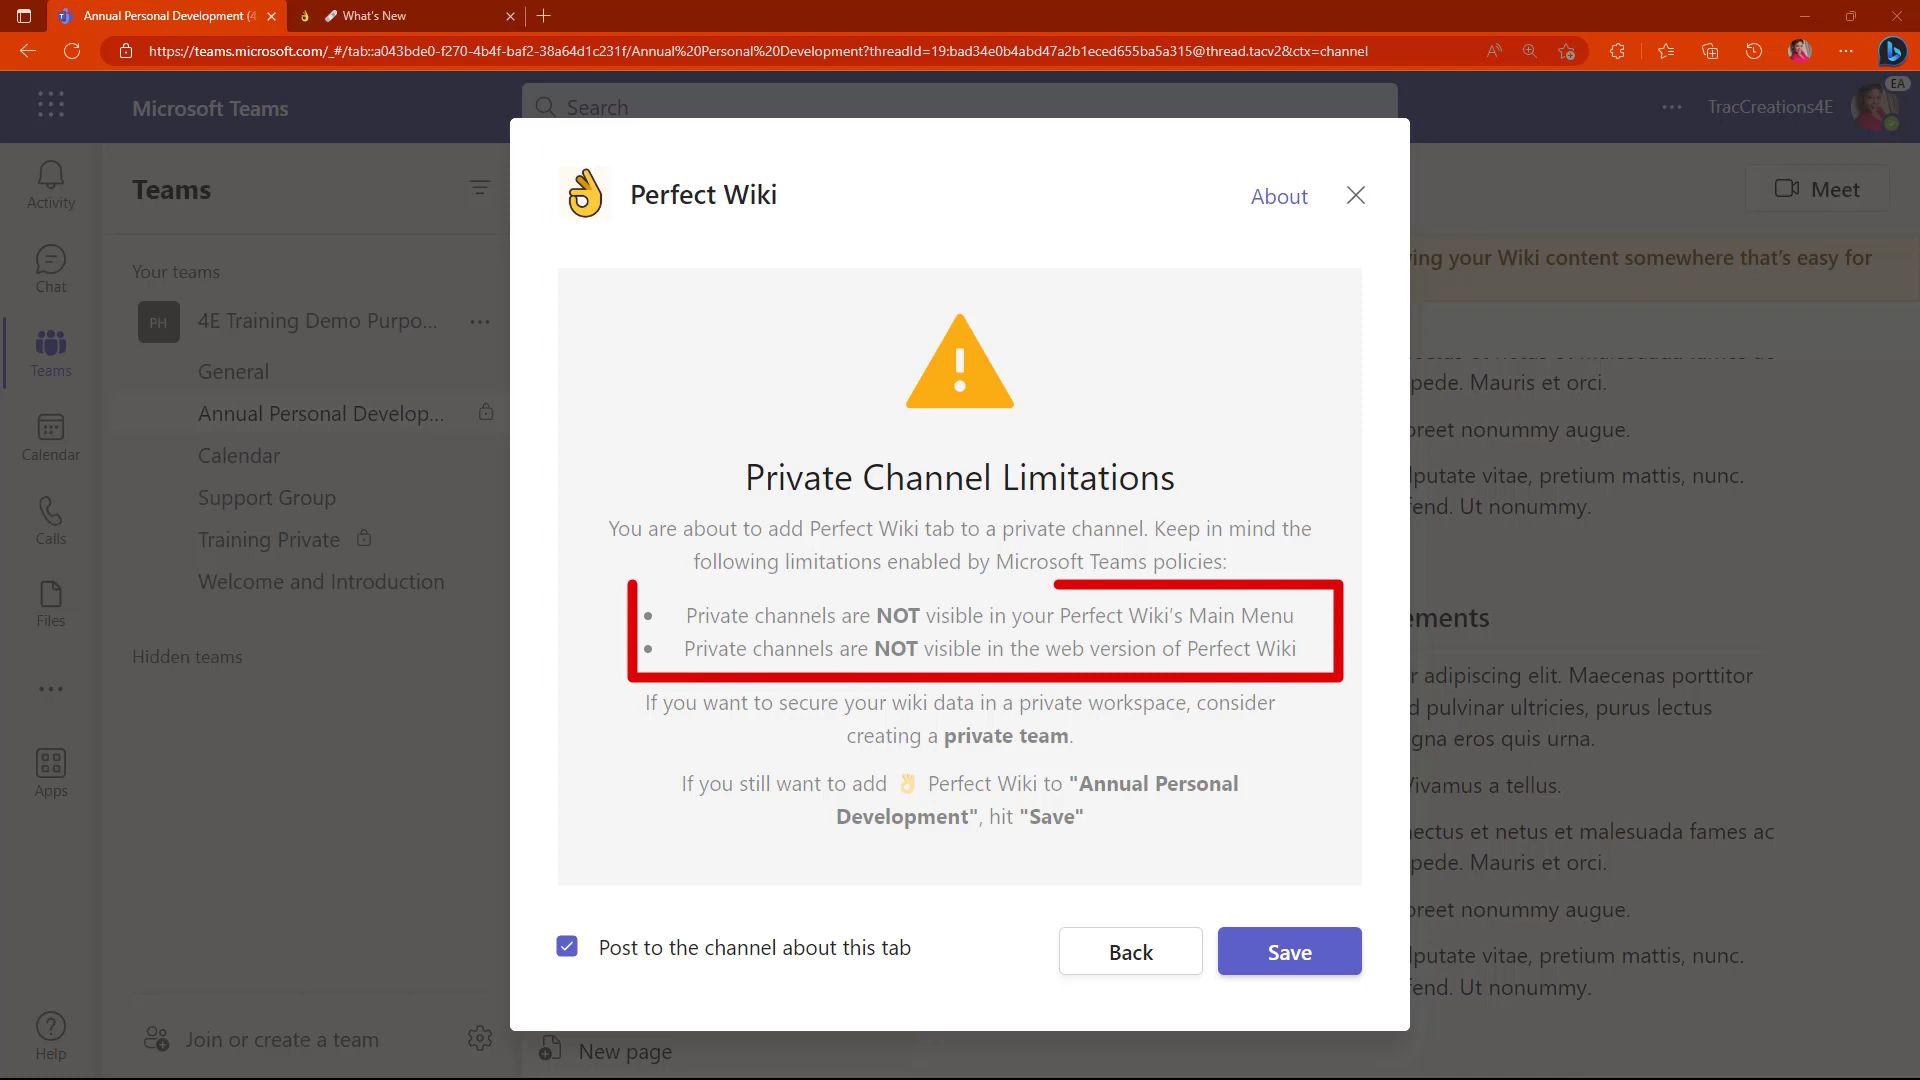 Annual Personal Development (4
What's New
https://teams.microsoft.com/_#/tab::a043bde0-f270-4b4f-baf2-38a64d1c231f/Annual%20Personal%20Development?threadId=19:bad34e0b4abd47a2b1eced655ba5a315@thread.tacv2&ctx=channel
Microsoft Teams
Search
TracCreations4E
EA
Activity
Chat
Teams
Calendar
Calls
Files
Apps
Help
Teams
Your teams
PH
4E Training Demo Purpo...
General
Annual Personal Develop...
Calendar
Support Group
Training Private
Welcome and Introduction
Hidden teams
Join or create a team
Perfect Wiki
About
Private Channel Limitations
You are about to add Perfect Wiki tab to a private channel. Keep in mind the
following limitations enabled by Microsoft Teams policies:
• Private channels are NOT visible in your Perfect Wiki's Main Menu
• Private channels are NOT visible in the web version of Perfect Wiki
If you want to secure your wiki data in a private workspace, consider
creating a private team.
If you still want to add 👌 Perfect Wiki to "Annual Personal
Development", hit "Save"
Post to the channel about this tab
Back
Save
New page
Meet
ing your Wiki content somewhere that's easy for
pede. Mauris et orci.
reet nonummy augue.
lputate vitae, pretium mattis, nunc.
fend. Ut nonummy.
ements
r adipiscing elit. Maecenas porttitor
d pulvinar ultricies, purus lectus
gna eros quis urna.
Vivamus a tellus.
ectus et netus et malesuada fames ac
pede. Mauris et orci.
reet nonummy augue.
lputate vitae, pretium mattis, nunc.
fend. Ut nonummy.